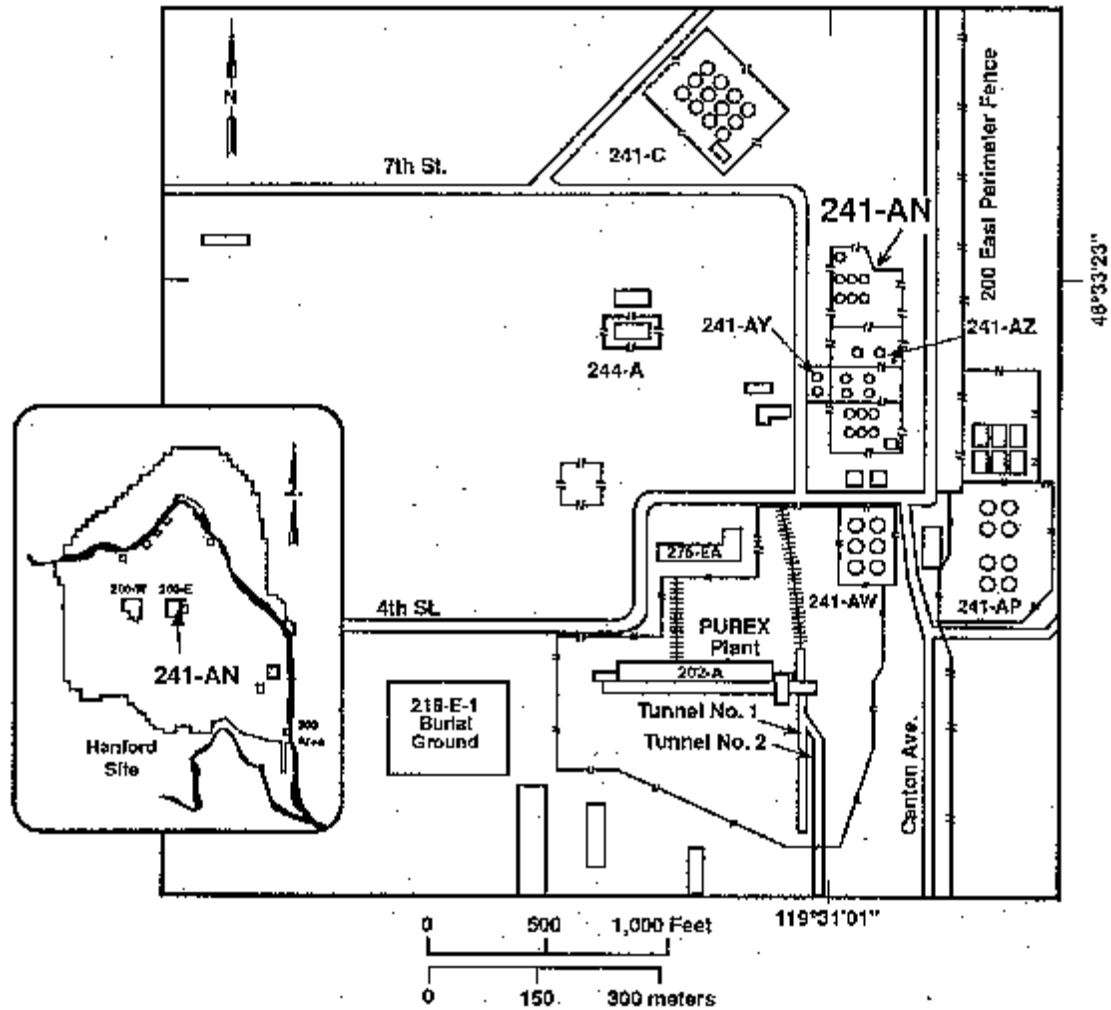 N
7th St.
241-C
241-AN
200 East Perimeter Fence
46°33'23"
241-AY
241-AZ
244-A
200-W
200-E
241-AN
Hanford
Site
300
Area
4th St.
275-EA
PUREX
Plant
202-A
241-AW
241-AP
218-E-1
Burial
Ground
Tunnel No. 1
Tunnel No. 2
Canton Ave.
119°31'01"
0
500
1,000 Feet
0
150
300 meters